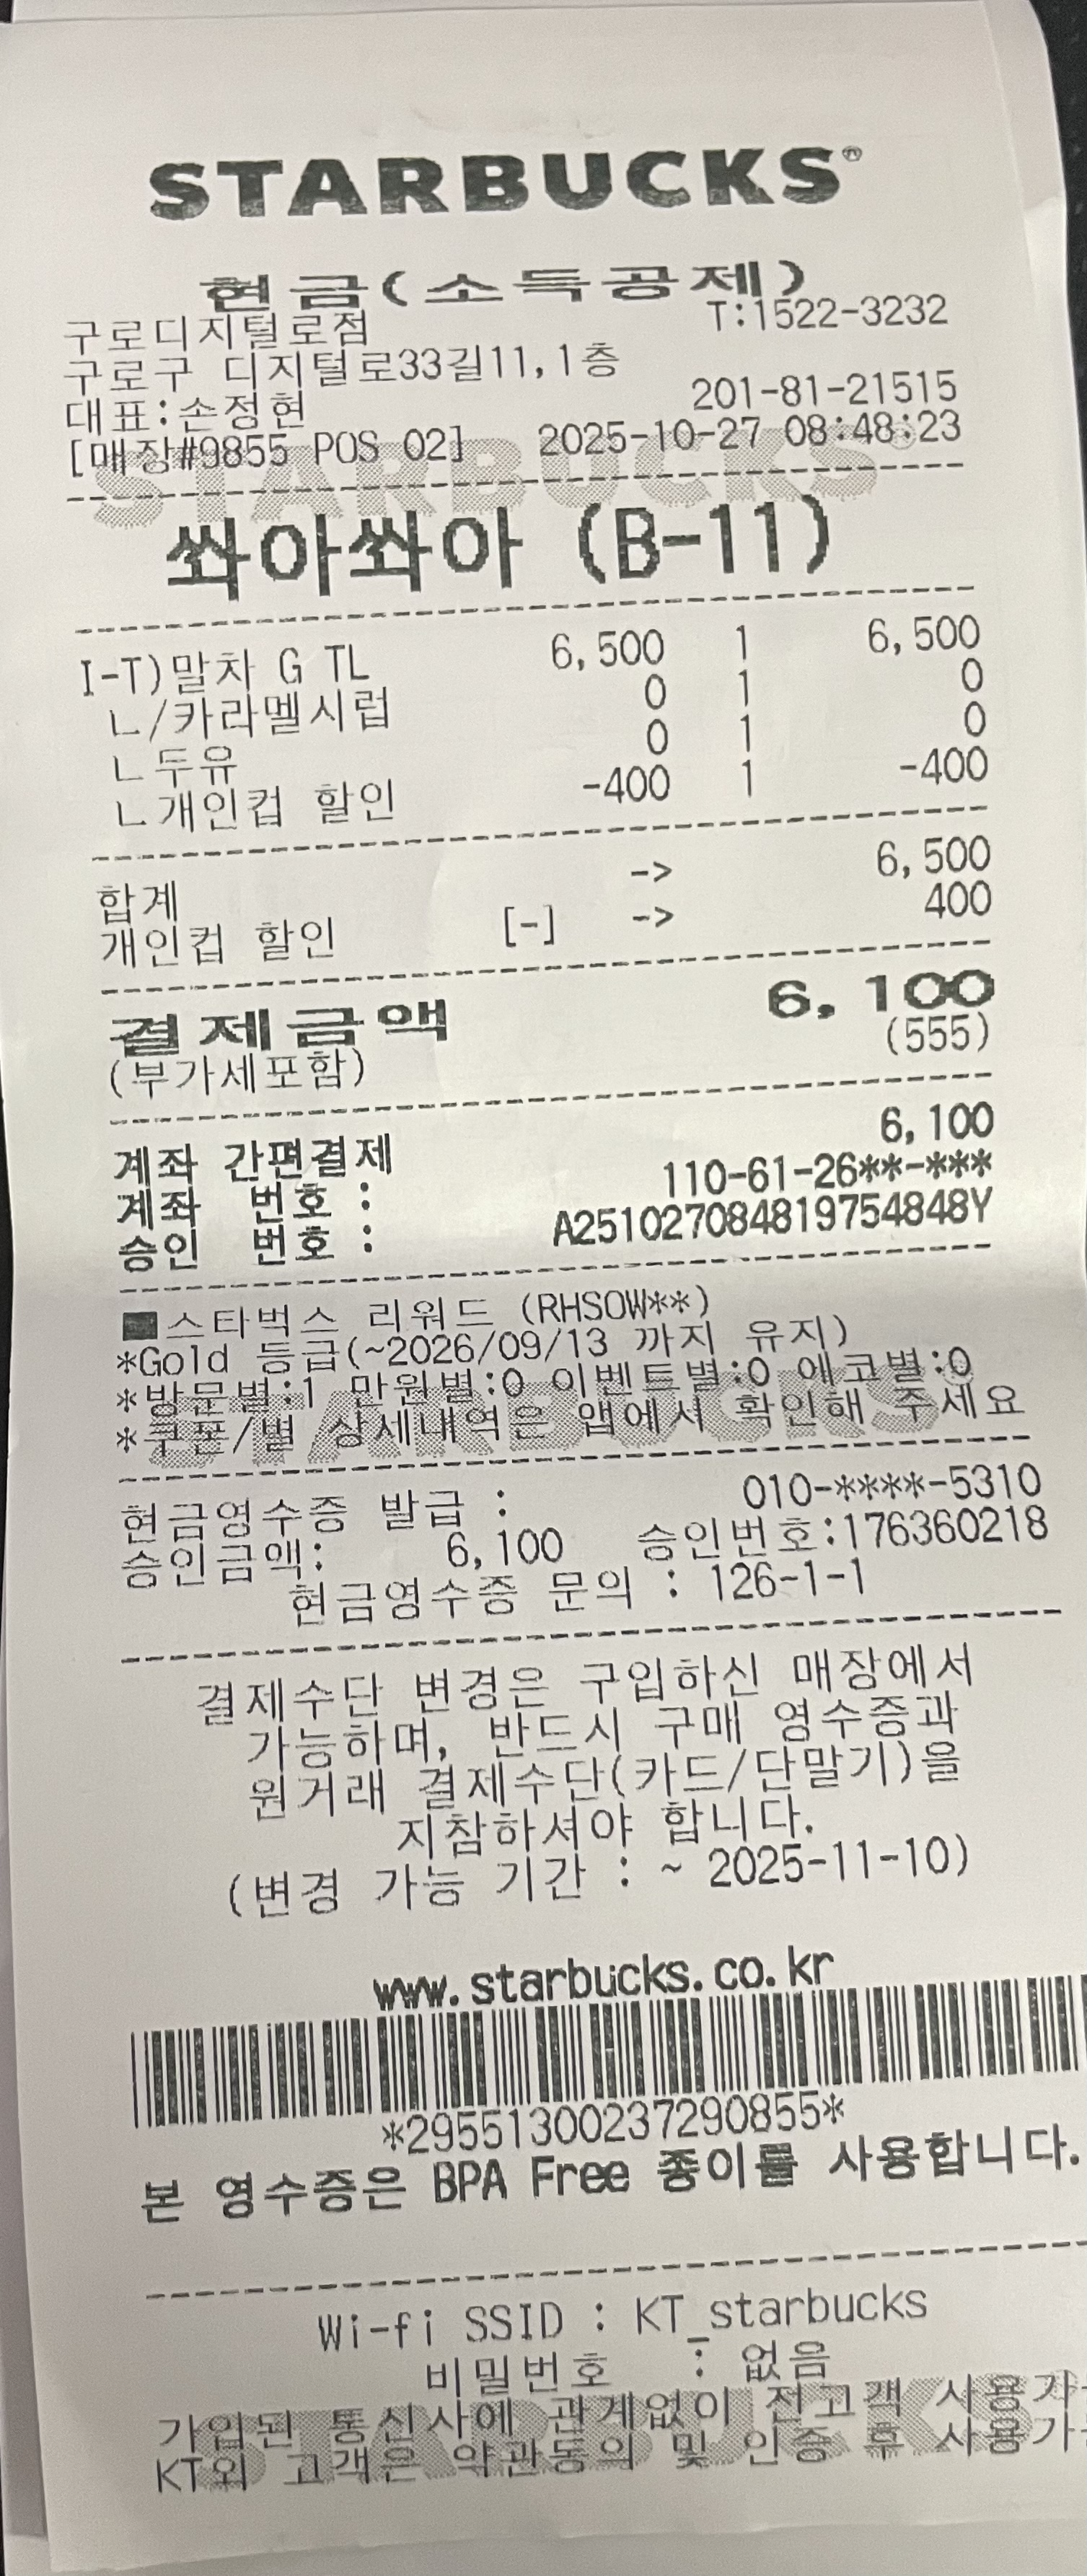 STARBUCKS®
현금(소득공제)
구로디지털로점 T:1522-3232
구로구 디지털로33길11,1층
대표:손정현 201-81-21515
[매장#9855 POS 02] 2025-10-27 08:48:23
쏴아쏴아 (B-11)
I-T)말차 G TL 6,500 1 6,500
ㄴ/카라멜시럽 0 1 0
ㄴ두유 0 1 0
ㄴ개인컵 할인 -400 1 -400
합계 -> 6,500
개인컵 할인 [-] -> 400
결제금액 6,100
(부가세포함) (555)
계좌 간편결제 6,100
계좌 번호 : 110-61-26**-***
승인 번호 : A251027084819754848Y
■스타벅스 리워드 (RHSOW**)
*Gold 등급(~2026/09/13 까지 유지)
*방문별:1 만원별:0 이벤트별:0 에코별:0
*쿠폰/별 상세내역은 앱에서 확인해 주세요
현금영수증 발급 : 010-****-5310
승인금액: 6,100 승인번호:176360218
현금영수증 문의 : 126-1-1
결제수단 변경은 구입하신 매장에서
가능하며, 반드시 구매 영수증과
원거래 결제수단(카드/단말기)을
지참하셔야 합니다.
(변경 가능 기간 : ~ 2025-11-10)
www.starbucks.co.kr
*29551300237290855*
본 영수증은 BPA Free 종이를 사용합니다.
Wi-fi SSID : KT_starbucks
비밀번호 : 없음
가입된 통신사에 관계없이 전고객 사용가
KT외 고객은 약관동의 및 인증 후 사용가